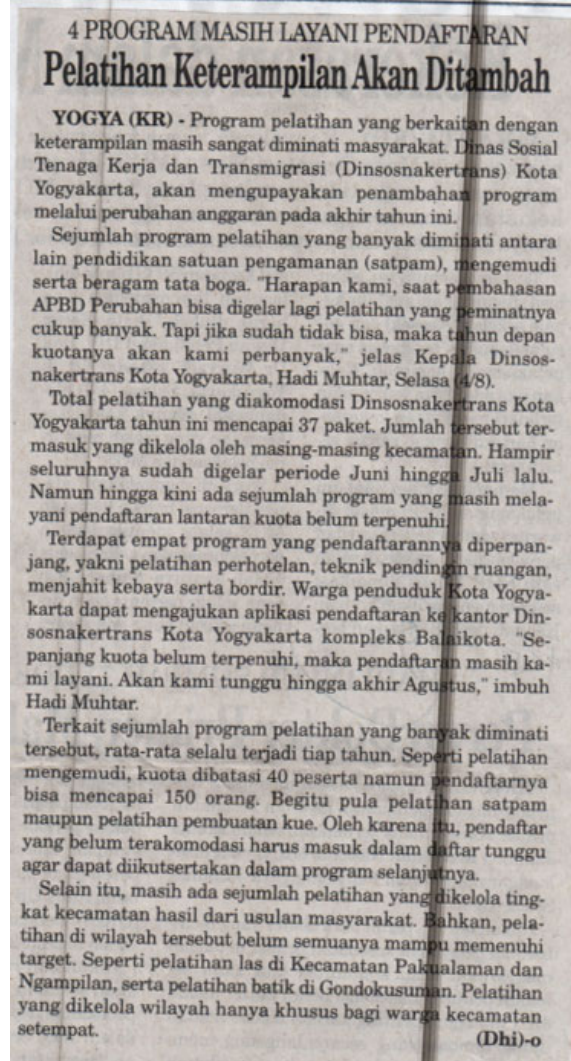 4 PROGRAM MASIH LAYANI PENDAFTARAN
Pelatihan Keterampilan Akan Ditambah
YOGYA (KR) - Program pelatihan yang berkaitan dengan
keterampilan masih sangat diminati masyarakat. Dinas Sosial
Tenaga Kerja dan Transmigrasi (Dinsosnakertrans) Kota
Yogyakarta, akan mengupayakan penambahan program
melalui perubahan anggaran pada akhir tahun ini.
Sejumlah program pelatihan yang banyak diminati antara
lain pendidikan satuan pengamanan (satpam), mengemudi
serta beragam tata boga. "Harapan kami, saat pembahasan
APBD Perubahan bisa digelar lagi pelatihan yang peminatnya
cukup banyak. Tapi jika sudah tidak bisa, maka tahun depan
kuotanya akan kami perbanyak," jelas Kepala Dinsos-
nakertrans Kota Yogyakarta, Hadi Muhtar, Selasa (4/8).
Total pelatihan yang diakomodasi Dinsosnakertrans Kota
Yogyakarta tahun ini mencapai 37 paket. Jumlah tersebut ter-
masuk yang dikelola oleh masing-masing kecamatan. Hampir
seluruhnya sudah digelar periode Juni hingga Juli lalu.
Namun hingga kini ada sejumlah program yang masih mela-
yani pendaftaran lantaran kuota belum terpenuhi.
Terdapat empat program yang pendaftarannya diperpan-
jang, yakni pelatihan perhotelan, teknik pendingin ruangan,
menjahit kebaya serta bordir. Warga penduduk Kota Yogya-
karta dapat mengajukan aplikasi pendaftaran ke kantor Din-
sosnakertrans Kota Yogyakarta kompleks Balaikota. "Se-
panjang kuota belum terpenuhi, maka pendaftaran masih ka-
mi layani. Akan kami tunggu hingga akhir Agustus," imbuh
Hadi Muhtar.
Terkait sejumlah program pelatihan yang banyak diminati
tersebut, rata-rata selalu terjadi tiap tahun. Seperti pelatihan
mengemudi, kuota dibatasi 40 peserta namun pendaftarnya
bisa mencapai 150 orang. Begitu pula pelatihan satpam
maupun pelatihan pembuatan kue. Oleh karena itu, pendaftar
yang belum terakomodasi harus masuk dalam daftar tunggu
agar dapat diikutsertakan dalam program selanjutnya.
Selain itu, masih ada sejumlah pelatihan yang dikelola ting-
kat kecamatan hasil dari usulan masyarakat. Bahkan, pela-
tihan di wilayah tersebut belum semuanya mampu memenuhi
target. Seperti pelatihan las di Kecamatan Pakualaman dan
Ngampilan, serta pelatihan batik di Gondokusuman. Pelatihan
yang dikelola wilayah hanya khusus bagi warga kecamatan
setempat. (Dhi)-o